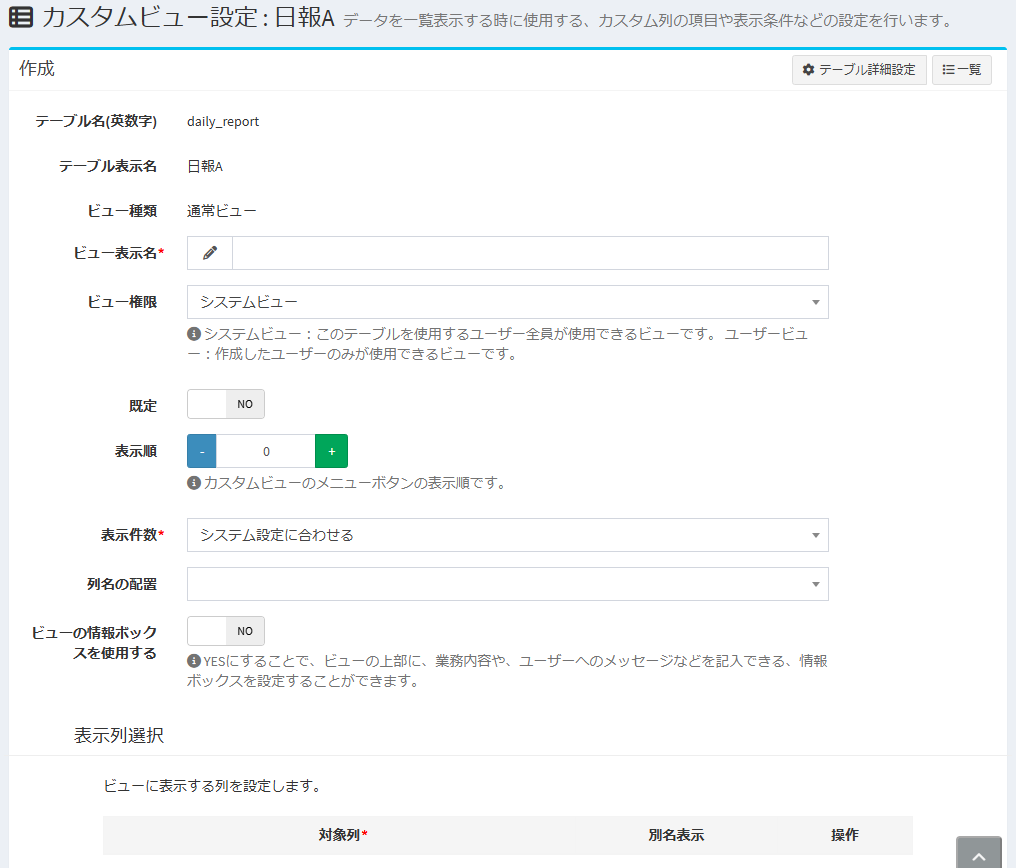 カスタムビュー設定 : 日報A データを一覧表示する時に使用する、カスタム列の項目や表示条件などの設定を行います。
作成
テーブル詳細設定
一覧
テーブル名(英数字) daily_report
テーブル表示名 日報A
ビュー種類 通常ビュー
ビュー表示名*
ビュー権限 システムビュー
システムビュー：このテーブルを使用するユーザー全員が使用できるビューです。 ユーザービュ
ー：作成したユーザーのみが使用できるビューです。
既定 NO
表示順 - 0 +
カスタムビューのメニューボタンの表示順です。
表示件数* システム設定に合わせる
列名の配置
ビューの情報ボック
スを使用する
NO
YESにすることで、ビューの上部に、業務内容や、ユーザーへのメッセージなどを記入できる、情報
ボックスを設定することができます。
表示列選択
ビューに表示する列を設定します。
対象列* 別名表示 操作